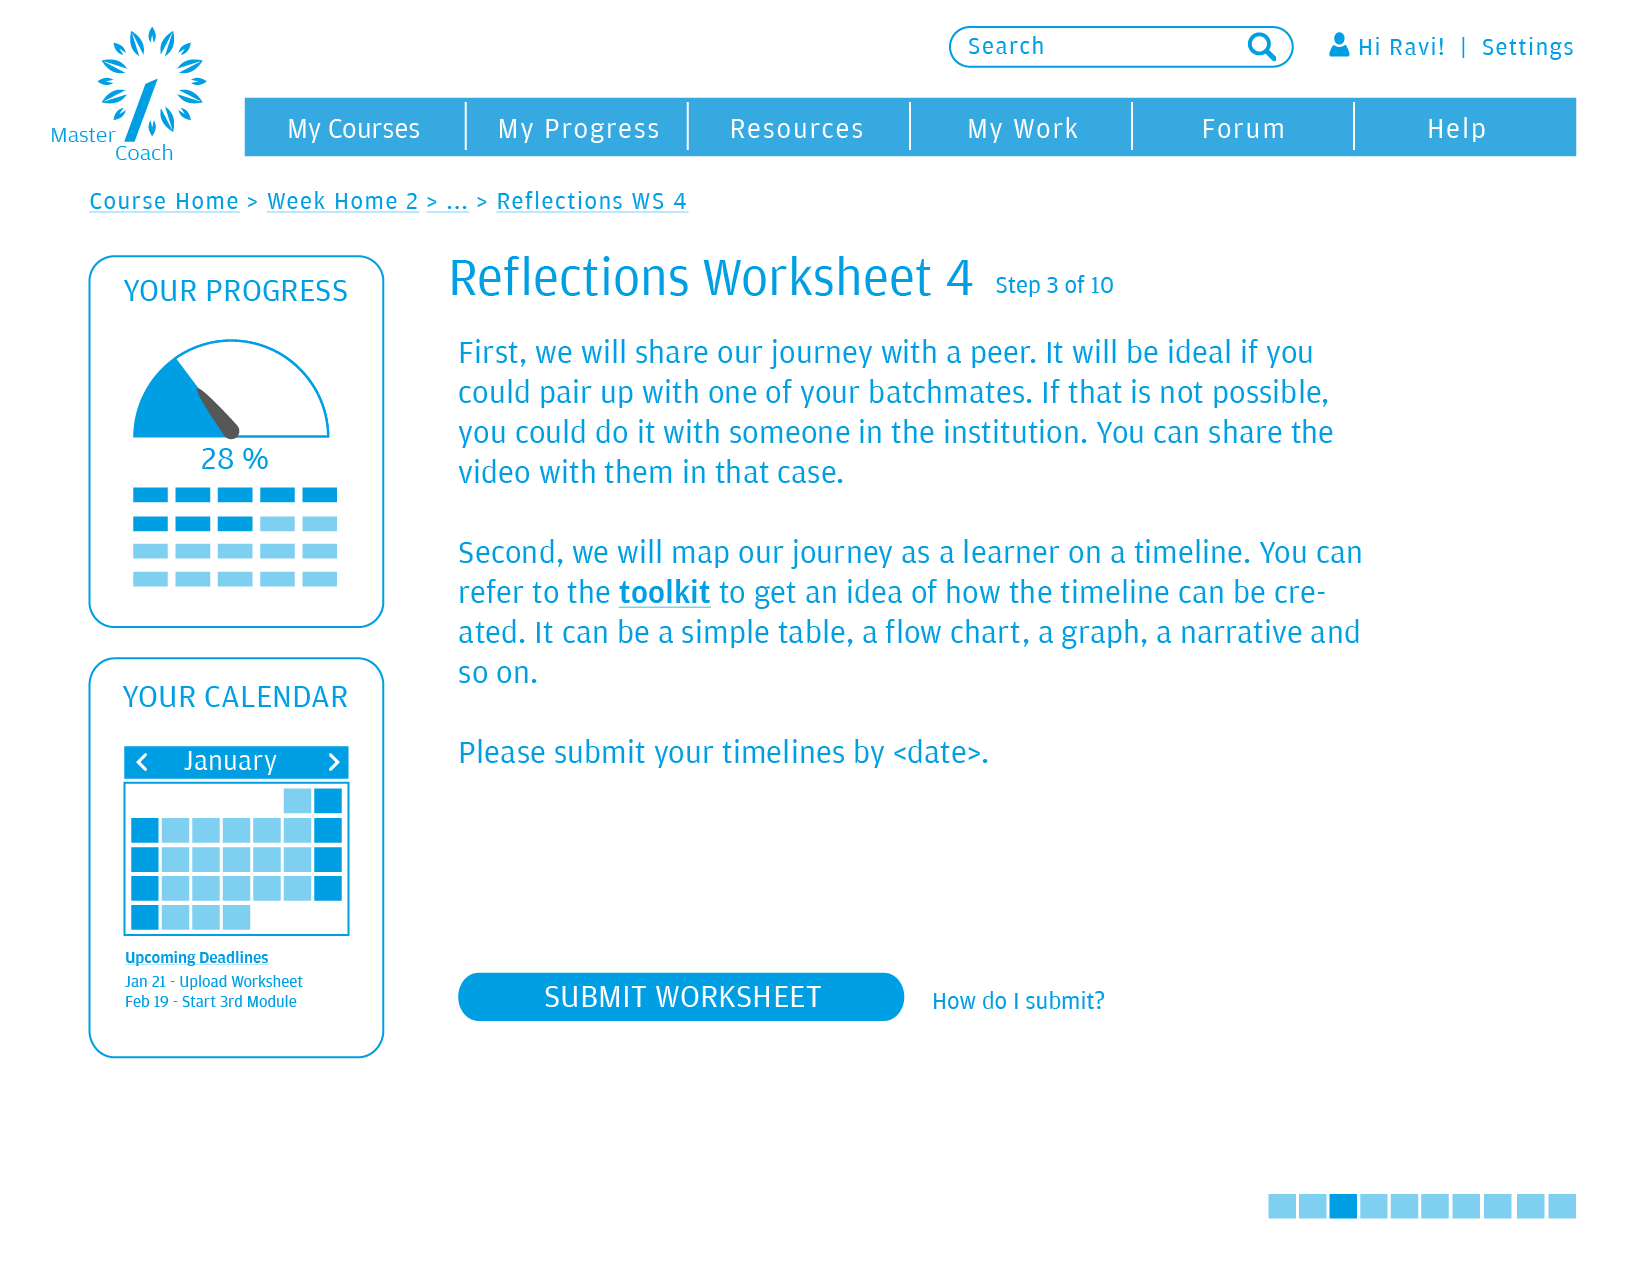 Master
Coach
Search
Hi Ravi! | Settings
My Courses
My Progress
Resources
My Work
Forum
Help
Course Home > Week Home 2 > ... > Reflections WS 4
YOUR PROGRESS
28 %
YOUR CALENDAR
January
Upcoming Deadlines
Jan 21 - Upload Worksheet
Feb 19 - Start 3rd Module
Reflections Worksheet 4 Step 3 of 10
First, we will share our journey with a peer. It will be ideal if you
could pair up with one of your batchmates. If that is not possible,
you could do it with someone in the institution. You can share the
video with them in that case.
Second, we will map our journey as a learner on a timeline. You can
refer to the toolkit to get an idea of how the timeline can be cre-
ated. It can be a simple table, a flow chart, a graph, a narrative and
so on.
Please submit your timelines by <date>.
SUBMIT WORKSHEET
How do I submit?